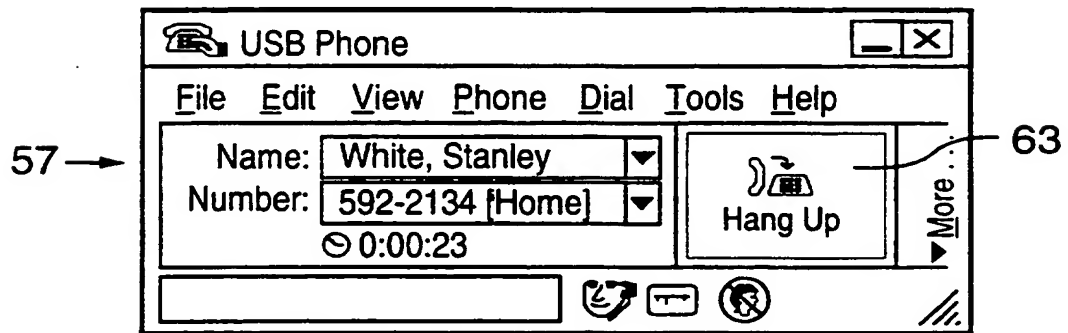 USB Phone
File Edit View Phone Dial Tools Help
57
Name: White, Stanley
Number: 592-2134 [Home]
0:00:23
Hang Up
More...
63